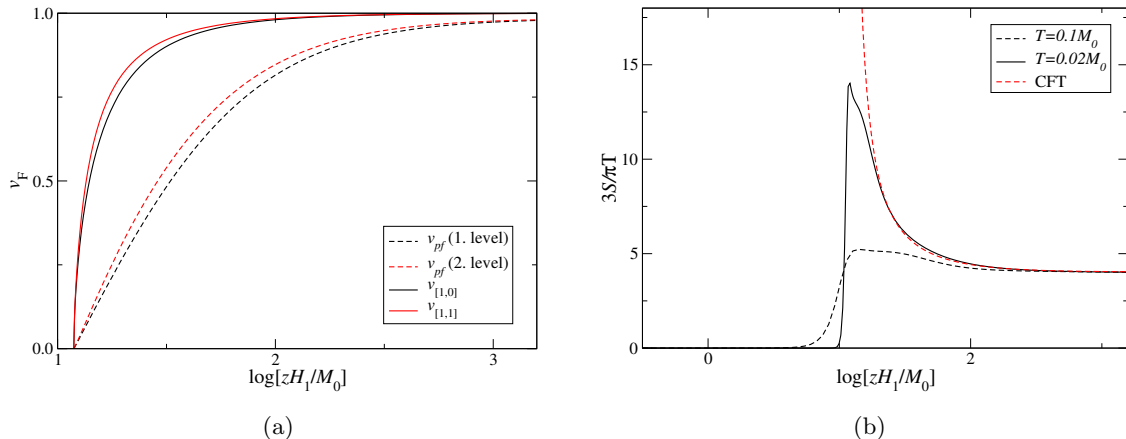 1.0
0.5
0.0
v_F
1
2
3
log[zH_1/M_0]
v_pf (1. level)
v_pf (2. level)
v_[1,0]
v_[1,1]
(a)
15
10
5
0
3S/πT
0
2
log[zH_1/M_0]
T=0.1M_0
T=0.02M_0
CFT
(b)